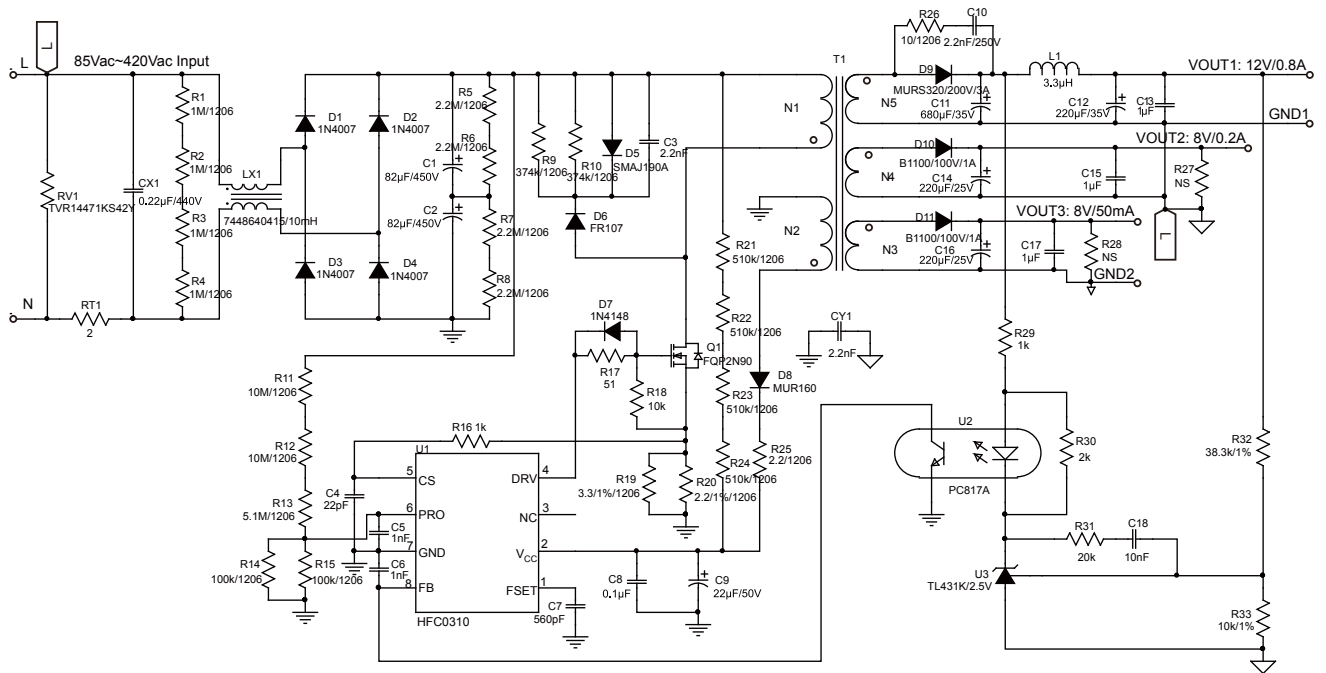 R26
10/1206
C10
2.2nF/250V
L
L
85Vac~420Vac Input
T1
D9
MURS320/200V/3A
L1
3.3µH
VOUT1: 12V/0.8A
R1
1M/1206
D1
1N4007
D2
1N4007
R5
2.2M/1206
N1
N5
C11
680µF/35V
C12
220µF/35V
C13
1µF
GND1
R2
1M/1206
CX1
0.22µF/440V
LX1
7448640415/10mH
C1
82µF/450V
R6
2.2M/1206
R9
374k/1206
R10
374k/1206
D5
SMAJ190A
C3
2.2nF
D10
B1100/100V/1A
VOUT2: 8V/0.2A
RV1
TVR14471KS42Y
N4
C14
220µF/25V
C15
1µF
R27
NS
R3
1M/1206
C2
82µF/450V
R7
2.2M/1206
D6
FR107
N2
D11
B1100/100V/1A
VOUT3: 8V/50mA
L
R4
1M/1206
D3
1N4007
D4
1N4007
R8
2.2M/1206
R21
510k/1206
N3
C16
220µF/25V
C17
1µF
R28
NS
GND2
N
RT1
2
D7
1N4148
R22
510k/1206
CY1
2.2nF
R29
1k
Q1
FQP2N90
R17
51
R18
10k
R11
10M/1206
D8
MUR160
R23
510k/1206
R12
10M/1206
R16 1k
U1
U2
PC817A
R30
2k
R32
38.3k/1%
R24
510k/1206
R25
2.2/1206
R19
3.3/1%/1206
R20
2.2/1%/1206
5
CS
DRV
4
C4
22pF
R13
5.1M/1206
6
PRO
NC
3
C5
1nF
7
GND
VCC
2
R31
20k
C18
10nF
R14
100k/1206
R15
100k/1206
C6
1nF
8
FB
FSET
1
C8
0.1µF
C9
22µF/50V
U3
TL431K/2.5V
C7
560pF
HFC0310
R33
10k/1%